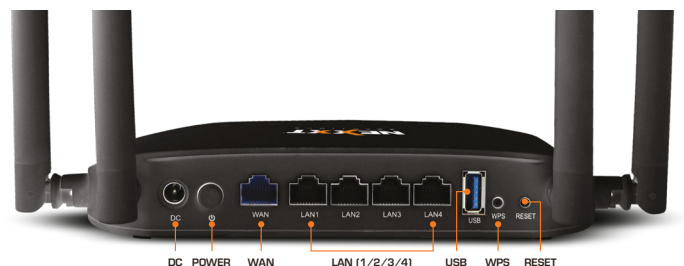 NEXXT
DC ⏻ WAN LAN1 LAN2 LAN3 LAN4 USB WPS RESET
DC POWER WAN LAN (1/2/3/4) USB WPS RESET